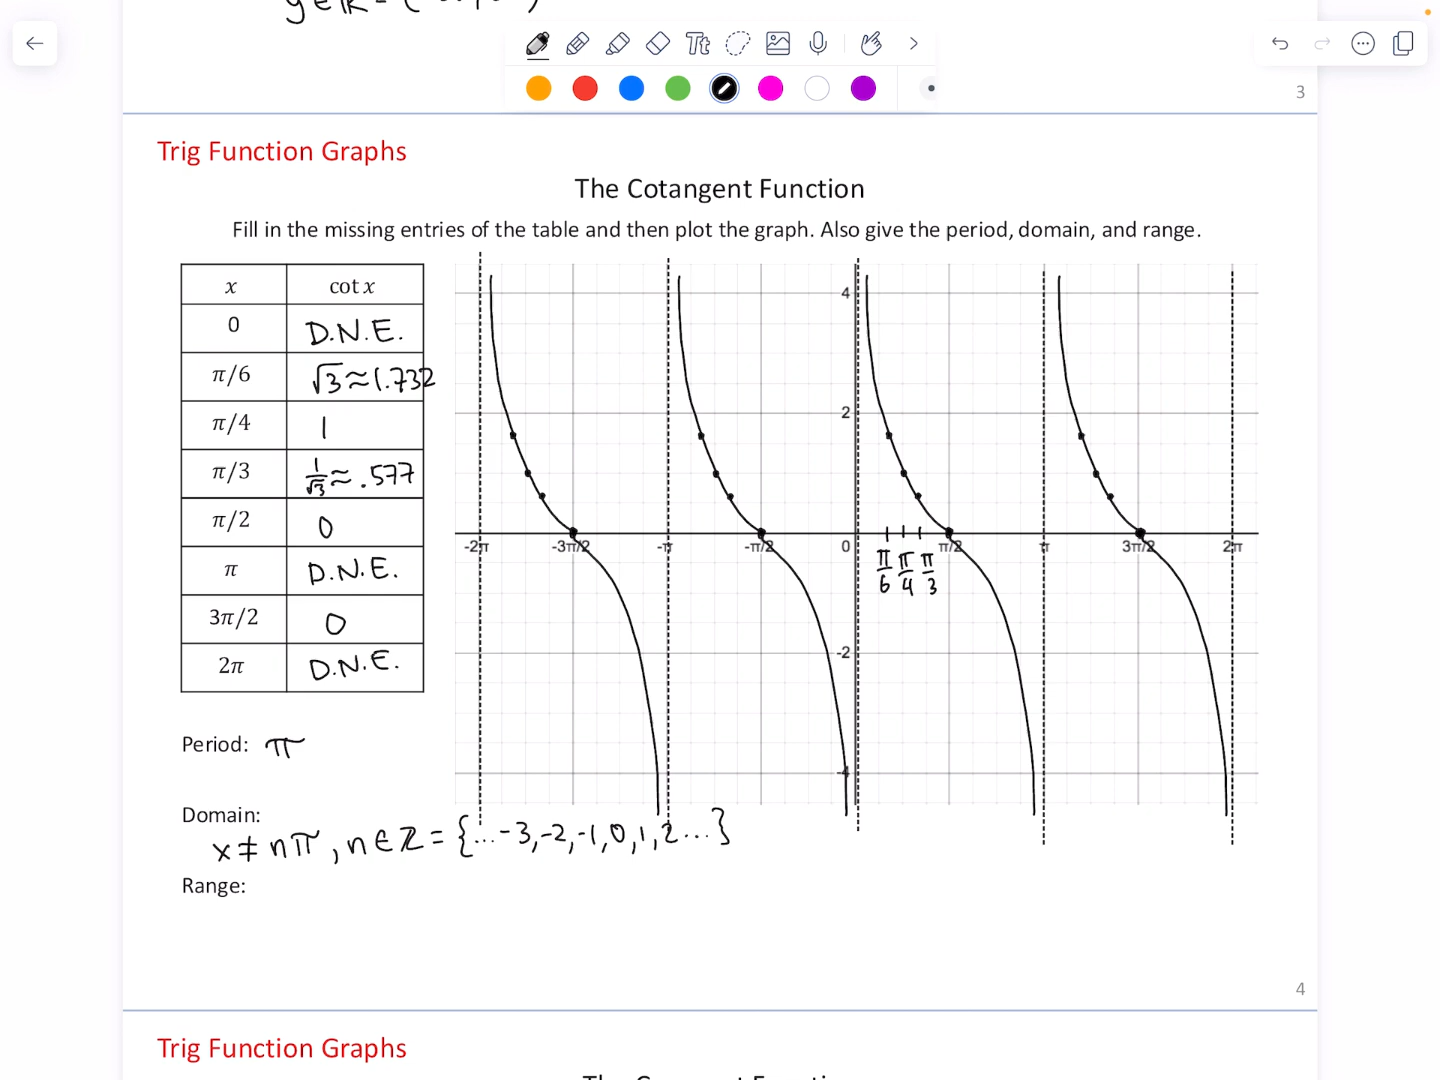 Tt
3
Trig Function Graphs
The Cotangent Function
Fill in the missing entries of the table and then plot the graph. Also give the period, domain, and range.
x cot x
0 D.N.E.
π/6 √3 ≈ 1.732
π/4 1
π/3 1/√3 ≈ .577
π/2 0
π D.N.E.
3π/2 0
2π D.N.E.
4
2
-2π -3π/2 -π -π/2 0 π/2 π 3π/2 2π
π/6 π/4 π/3
-2
-4
Period: π
Domain:
x ≠ nπ, n ∈ ℤ = {...-3,-2,-1,0,1,2...}
Range:
4
Trig Function Graphs